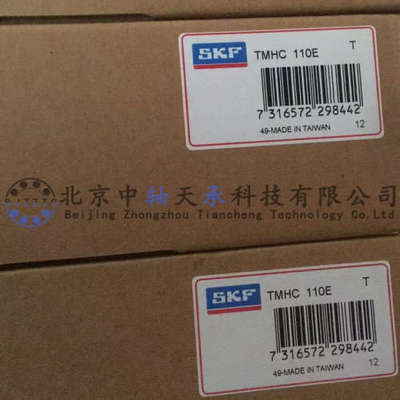 SKF TMHC 110E T
7 316572 298442
49-MADE IN TAIWAN 12
北京中轴天承科技有限公司
Beijing Zhongzhou Tiancheng Technology Co., Ltd
SKF TMHC 110E T
7 316572 298442
49-MADE IN TAIWAN 12